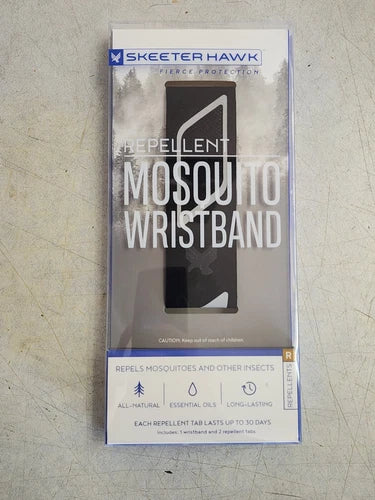 SKEETER HAWK
FIERCE PROTECTION
REPELLENT
MOSQUITO
WRISTBAND
CAUTION: Keep out of reach of children.
REPELS MOSQUITOES AND OTHER INSECTS
ALL-NATURAL ESSENTIAL OILS LONG-LASTING
EACH REPELLENT TAB LASTS UP TO 30 DAYS
Includes: 1 wristband and 2 repellent tabs
R
REPELLENTS